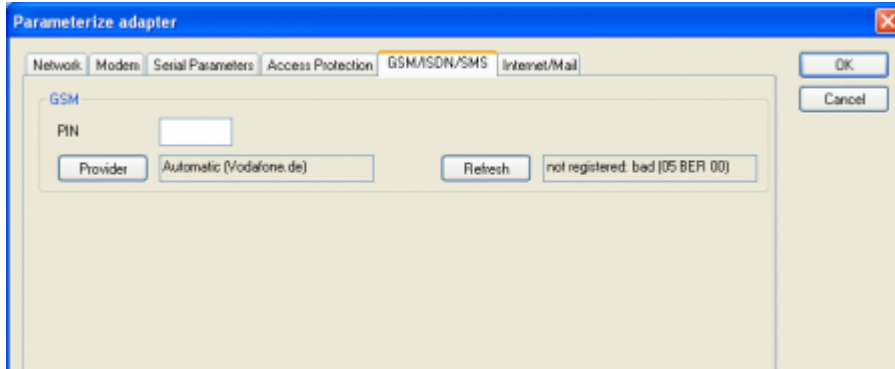 Parameterize adapter
Network Modem Serial Parameters Access Protection GSM/ISDN/SMS Internet/Mail
OK
Cancel
GSM
PIN
Provider Automatic (Vodafone.de) Refresh not registered: bad (05 BER 00)